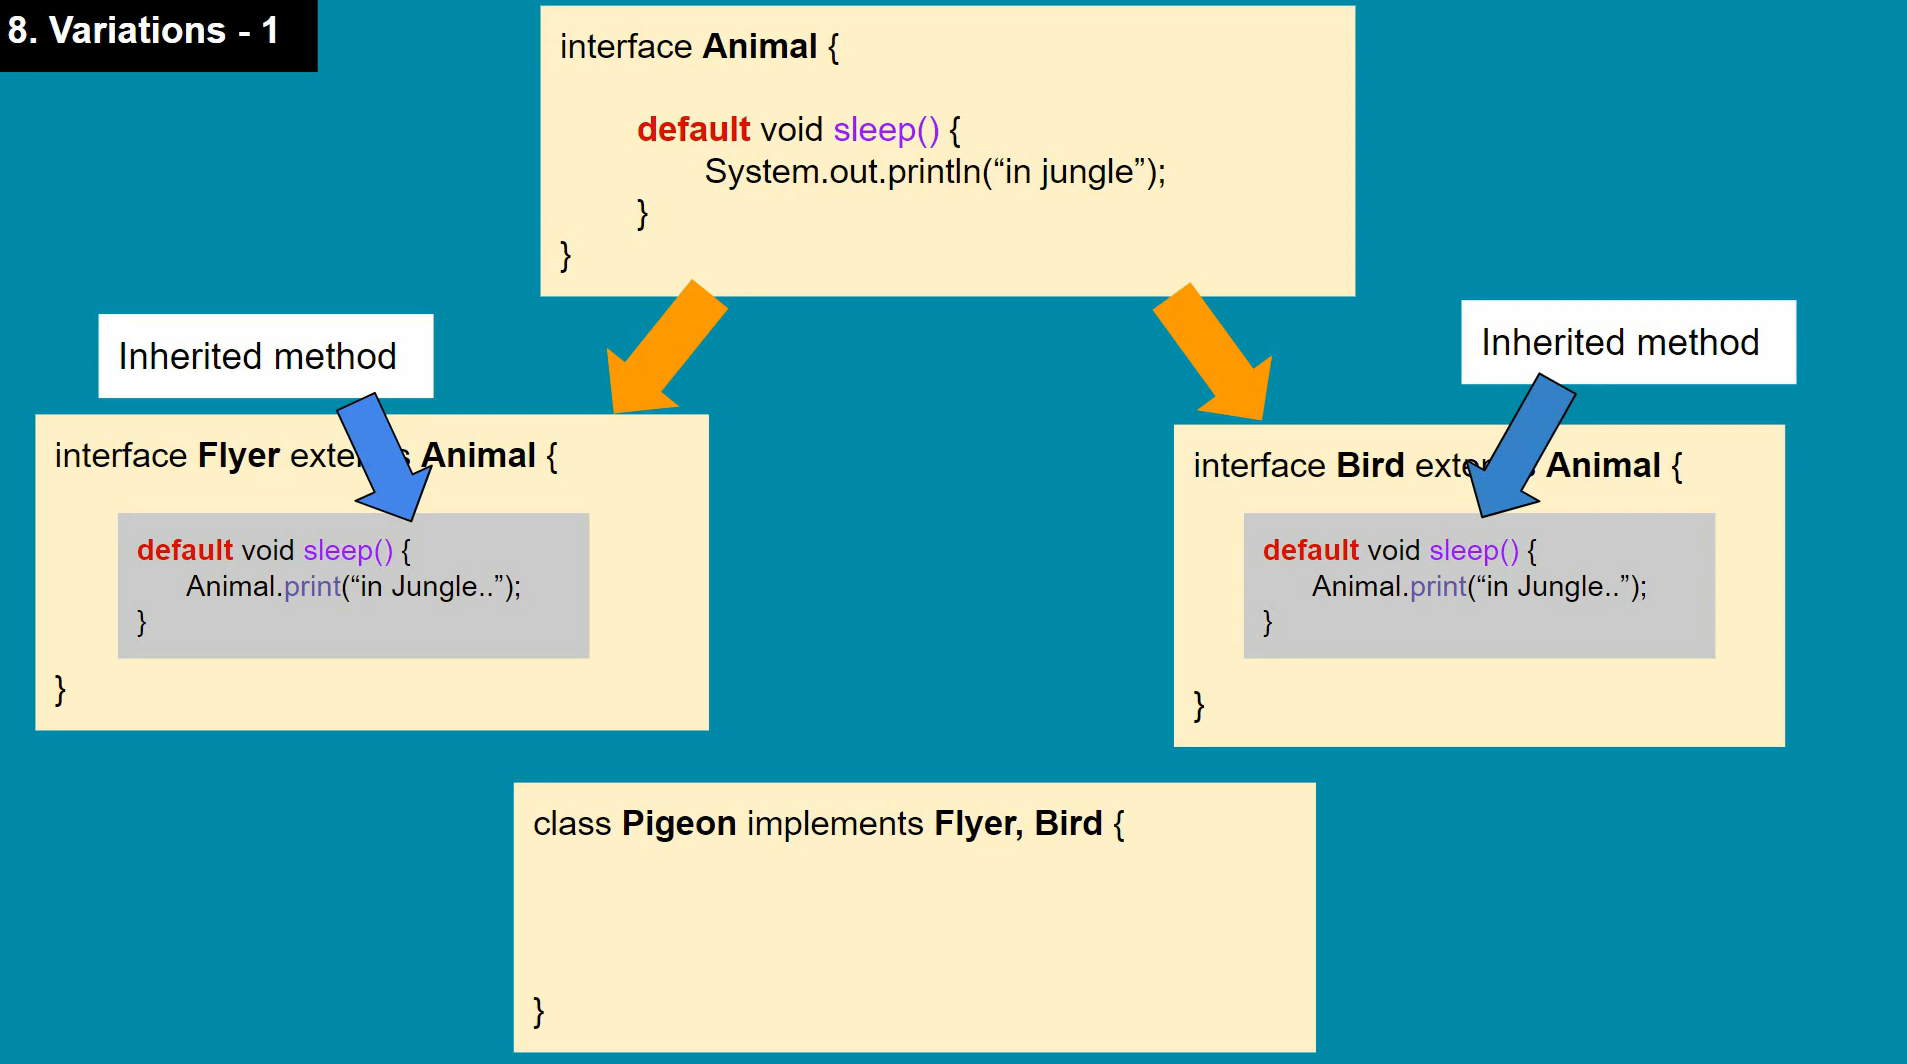 8. Variations - 1
interface Animal {
default void sleep() {
System.out.println(“in jungle”);
}
}
Inherited method
Inherited method
interface Flyer exte s Animal {
default void sleep() {
Animal.print(“in Jungle..”);
}
}
interface Bird exte s Animal {
default void sleep() {
Animal.print(“in Jungle..”);
}
}
class Pigeon implements Flyer, Bird {
}